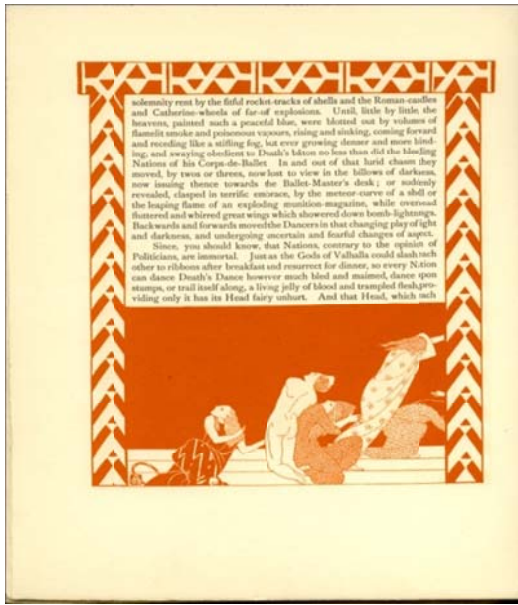 solemnity rent by the fitful rocket-tracks of shells and the Roman-candles
and Catherine-wheels of far-of explosions. Until, little by little, the
heavens, painted such a peaceful blue, were blotted out by volumes of
flamelit smoke and poisonous vapours, rising and sinking, coming forward
and receding like a stifling fog, but ever growing denser and more bind-
ing, and swaying obedient to Death's baton no less than did the bleeding
Nations of his Corps-de-Ballet In and out of that lurid chasm they
moved, by twos or threes, now lost to view in the billows of darkness,
now issuing thence towards the Ballet-Master's desk; or suddenly
revealed, clasped in terrific embrace, by the meteor-curve of a shell or
the leaping flame of an exploding munition-magazine, while overhead
fluttered and whirred great wings which showered down bomb-lightnings.
Backwards and forwards moved the Dancers in that changing play of light
and darkness, and undergoing uncertain and fearful changes of aspect.
Since, you should know, that Nations, contrary to the opinion of
Politicians, are immortal. Just as the Gods of Valhalla could slash each
other to ribbons after breakfast and resurrect for dinner, so every Nation
can dance Death's Dance however much bled and maimed, dance upon
stumps, or trail itself along, a living jelly of blood and trampled flesh, pro-
viding only it has its Head fairy unhurt. And that Head, which each